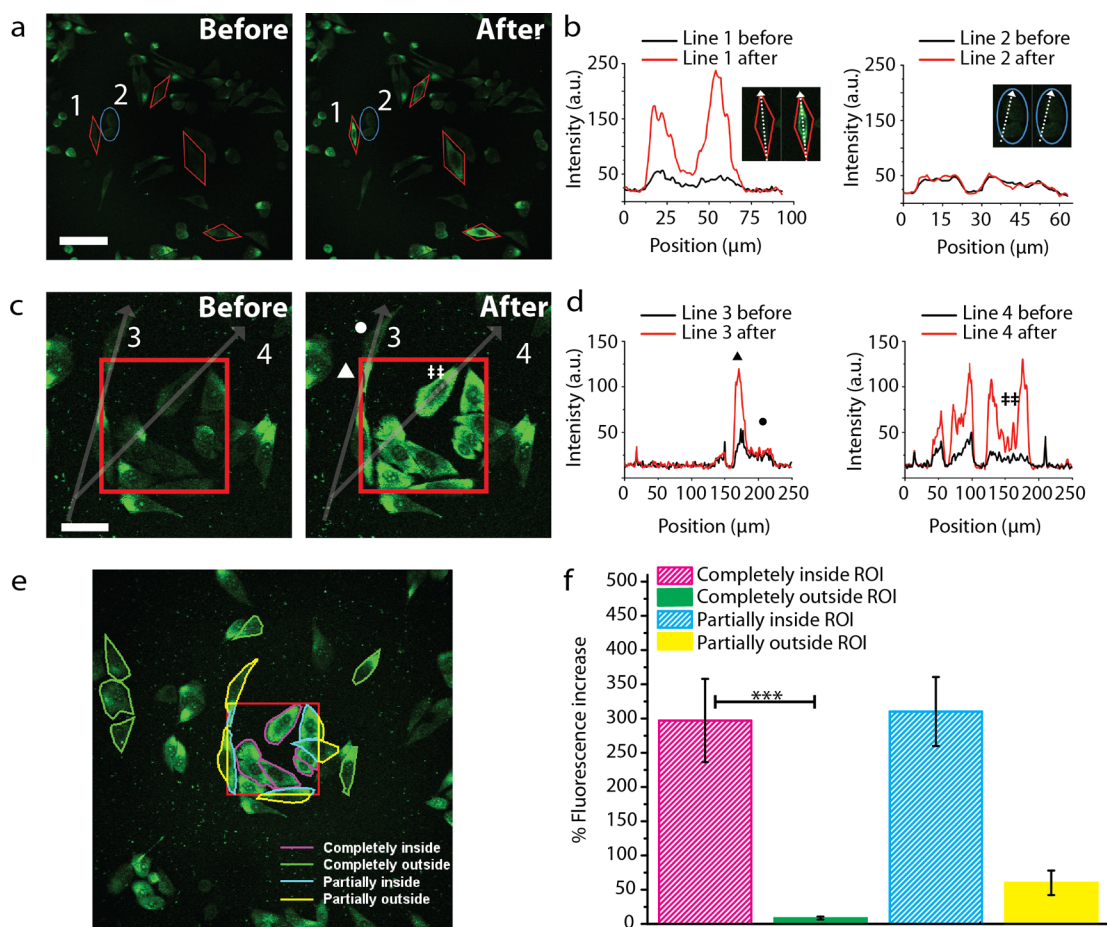 a
Before
After
1
2
1
2
b
Line 1 before
Line 1 after
Intensity (a.u.)
250
200
150
100
50
0
25
50
75
100
Position (µm)
Line 2 before
Line 2 after
Intensity (a.u.)
250
200
150
100
50
0
15
30
45
60
Position (µm)
c
Before
After
3
4
3
4
‡‡
d
Line 3 before
Line 3 after
Intenisty (a.u.)
150
100
50
0
50
100
150
200
250
Position (µm)
Line 4 before
Line 4 after
Intensity (a.u.)
150
100
50
‡‡
0
50
100
150
200
250
Position (µm)
e
Completely inside
Completely outside
Partially inside
Partially outside
f
Completely inside ROI
Completely outside ROI
Partially inside ROI
Partially outside ROI
% Fluorescence increase
500
450
400
350
300
250
200
150
100
50
0
***